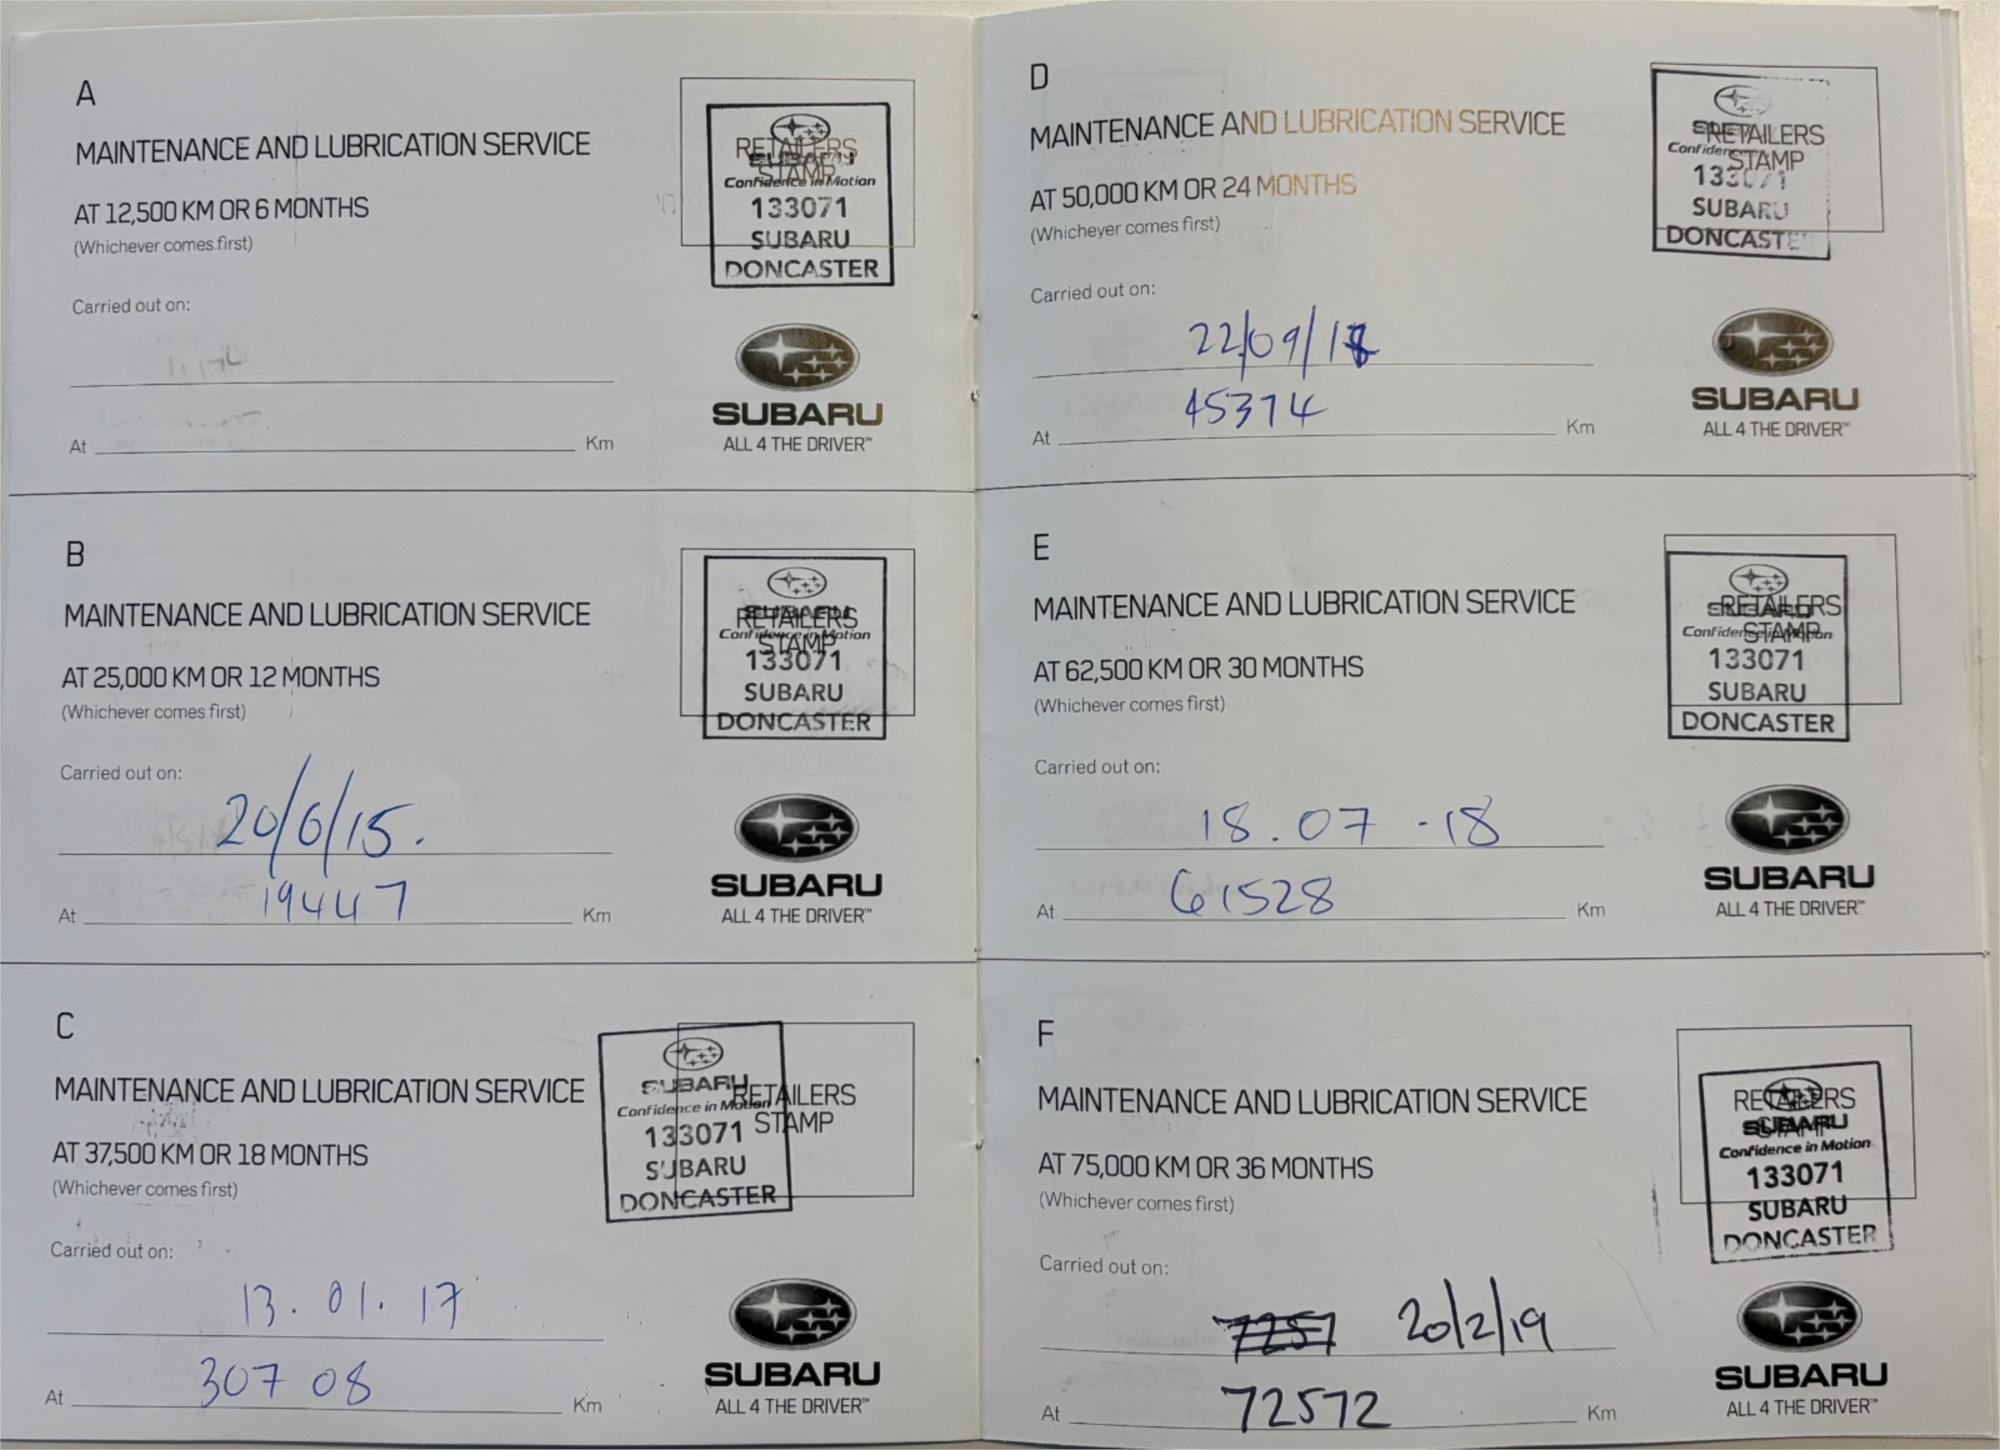 A
MAINTENANCE AND LUBRICATION SERVICE
AT 12,500 KM OR 6 MONTHS
(Whichever comes first)
Carried out on:
At Km
RETAILERS
STAMP
SUBARU
Confidence in Motion
133071
SUBARU
DONCASTER
SUBARU
ALL 4 THE DRIVER™
B
MAINTENANCE AND LUBRICATION SERVICE
AT 25,000 KM OR 12 MONTHS
(Whichever comes first)
Carried out on:
20/6/15.
At 19447 Km
RETAILERS
STAMP
SUBARU
Confidence in Motion
133071
SUBARU
DONCASTER
SUBARU
ALL 4 THE DRIVER™
C
MAINTENANCE AND LUBRICATION SERVICE
AT 37,500 KM OR 18 MONTHS
(Whichever comes first)
Carried out on:
13.01.17
At 30708 Km
RETAILERS
STAMP
SUBARU
Confidence in Motion
133071
SUBARU
DONCASTER
SUBARU
ALL 4 THE DRIVER™
D
MAINTENANCE AND LUBRICATION SERVICE
AT 50,000 KM OR 24 MONTHS
(Whichever comes first)
Carried out on:
At 45374 Km
RETAILERS
STAMP
133071
SUBARU
DONCASTE
SUBARU
ALL 4 THE DRIVER™
E
MAINTENANCE AND LUBRICATION SERVICE
AT 62,500 KM OR 30 MONTHS
(Whichever comes first)
Carried out on:
18.07.18
At 61528 Km
RETAILERS
STAMP
SUBARU
Confidence in Motion
133071
SUBARU
DONCASTER
SUBARU
ALL 4 THE DRIVER™
F
MAINTENANCE AND LUBRICATION SERVICE
AT 75,000 KM OR 36 MONTHS
(Whichever comes first)
Carried out on:
7257 20/2/19
At 72572 Km
RETAILERS
STAMP
SUBARU
Confidence in Motion
133071
SUBARU
DONCASTER
SUBARU
ALL 4 THE DRIVER™